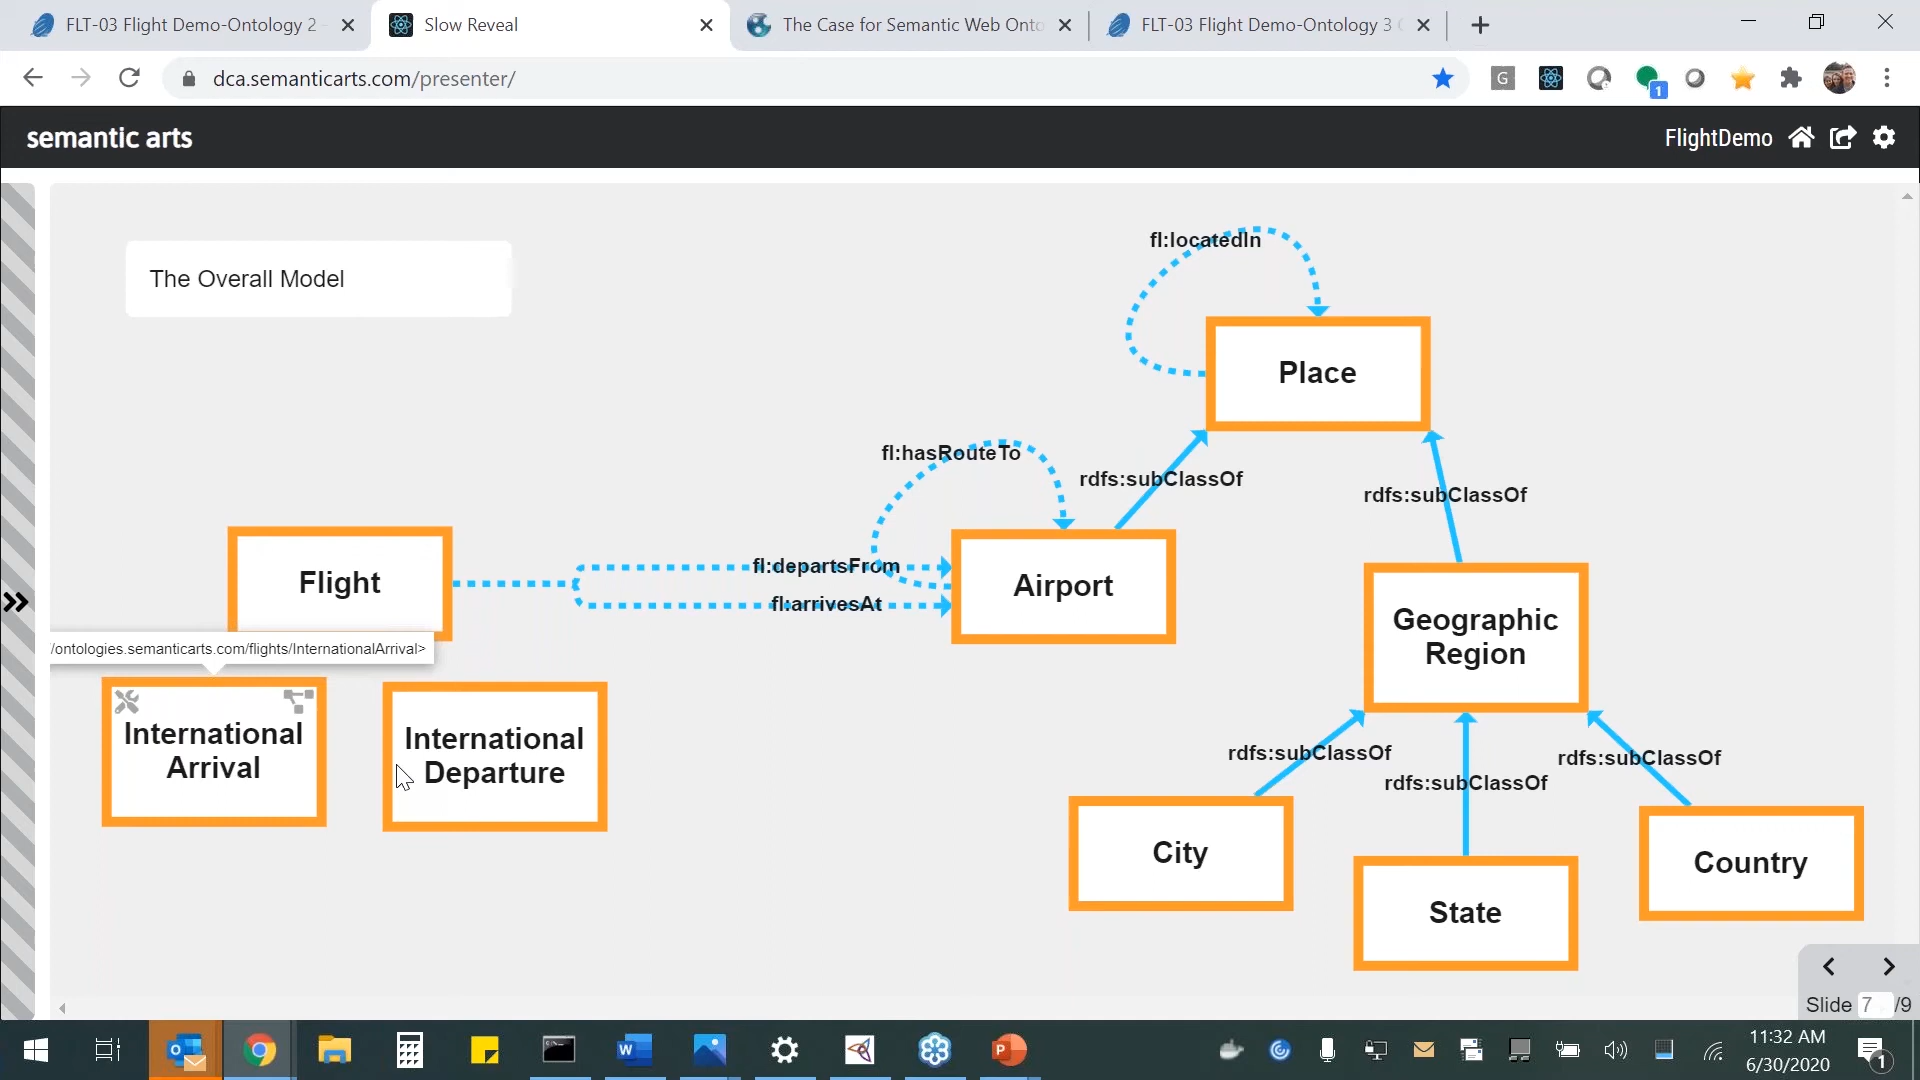 FLT-03 Flight Demo-Ontology 2
Slow Reveal
The Case for Semantic Web Onto
FLT-03 Flight Demo-Ontology 3
dca.semanticarts.com/presenter/
G
1
semantic arts
FlightDemo
The Overall Model
fl:locatedIn
Place
fl:hasRouteTo
rdfs:subClassOf
rdfs:subClassOf
Flight
fl:departsFrom
fl:arrivesAt
Airport
Geographic
Region
/ontologies.semanticarts.com/flights/InternationalArrival>
International
Arrival
International
Departure
rdfs:subClassOf
rdfs:subClassOf
rdfs:subClassOf
City
State
Country
Slide 7 /9
11:32 AM
6/30/2020
1